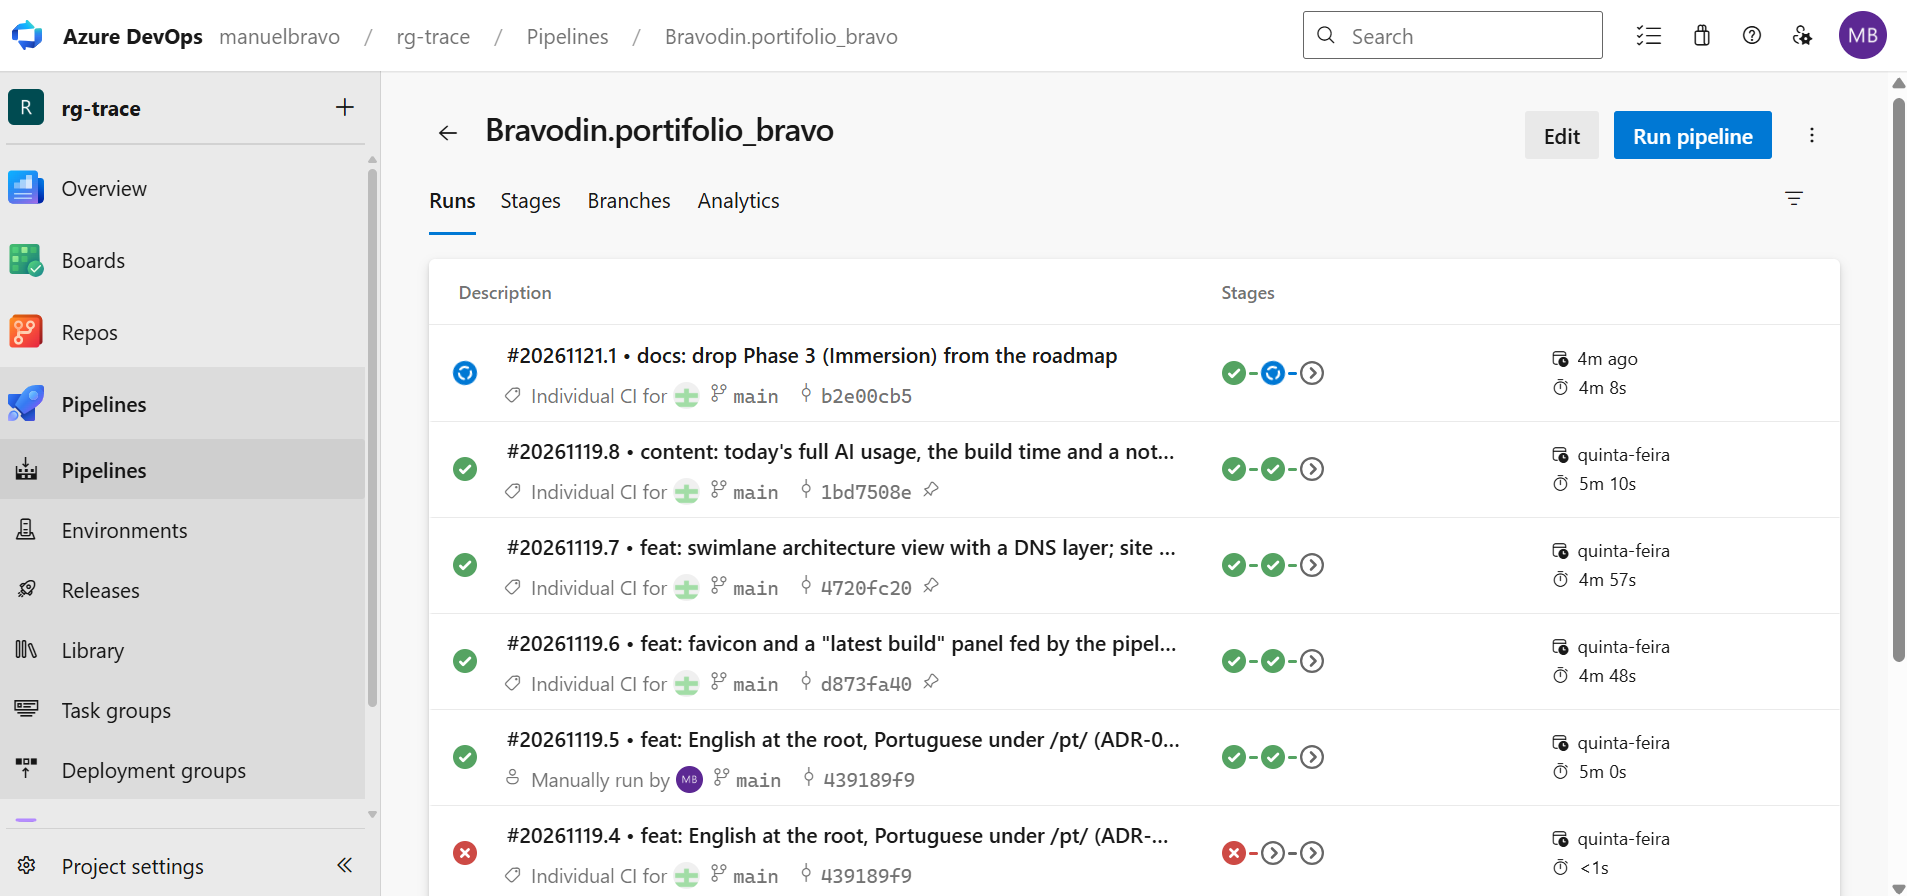 Azure DevOps manuelbravo / rg-trace / Pipelines / Bravodin.portifolio_bravo
Search
MB
R rg-trace
Overview
Boards
Repos
Pipelines
Pipelines
Environments
Releases
Library
Task groups
Deployment groups
Project settings
Bravodin.portifolio_bravo
Edit
Run pipeline
Runs Stages Branches Analytics
Description Stages
#20261121.1 • docs: drop Phase 3 (Immersion) from the roadmap
Individual CI for main b2e00cb5
4m ago
4m 8s
#20261119.8 • content: today's full AI usage, the build time and a not...
Individual CI for main 1bd7508e
quinta-feira
5m 10s
#20261119.7 • feat: swimlane architecture view with a DNS layer; site ...
Individual CI for main 4720fc20
quinta-feira
4m 57s
#20261119.6 • feat: favicon and a "latest build" panel fed by the pipel...
Individual CI for main d873fa40
quinta-feira
4m 48s
#20261119.5 • feat: English at the root, Portuguese under /pt/ (ADR-0...
Manually run by MB main 439189f9
quinta-feira
5m 0s
#20261119.4 • feat: English at the root, Portuguese under /pt/ (ADR-...
Individual CI for main 439189f9
quinta-feira
<1s